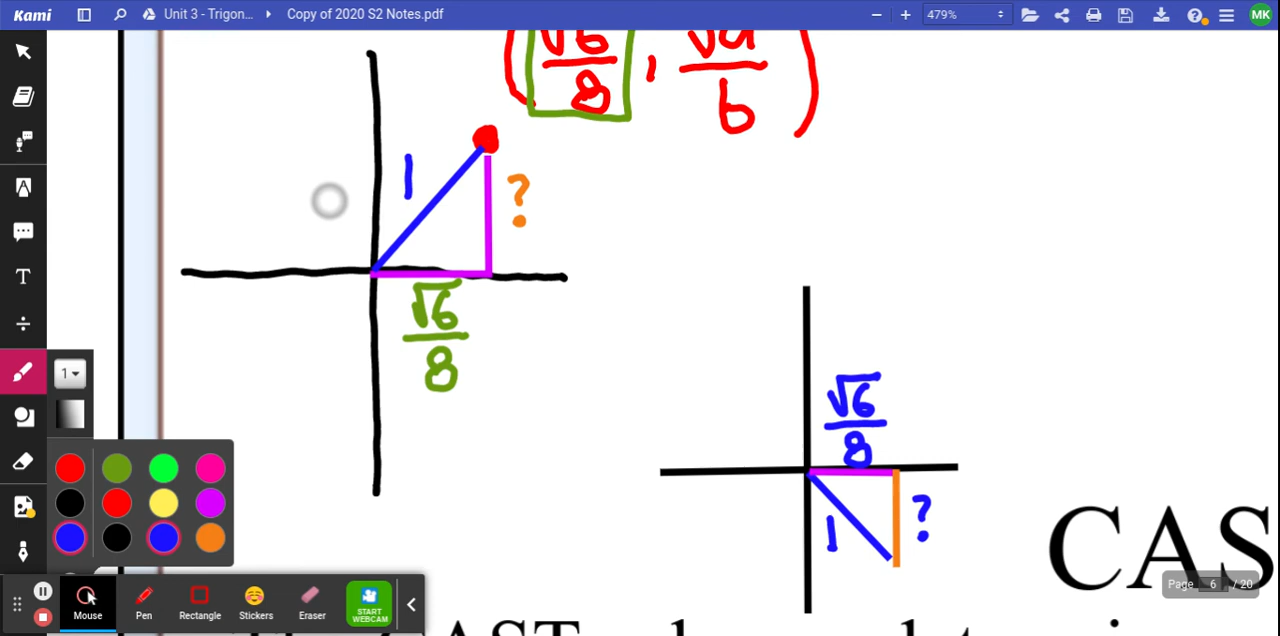 Kami Unit 3 - Trigon... Copy of 2020 S2 Notes.pdf 479% MK
( √6/8 , √a/b )
1 ?
√6/8
√6/8
1 ?
1
T
CAS
Page 6 / 20
Mouse Pen Rectangle Stickers Eraser START WEBCAM